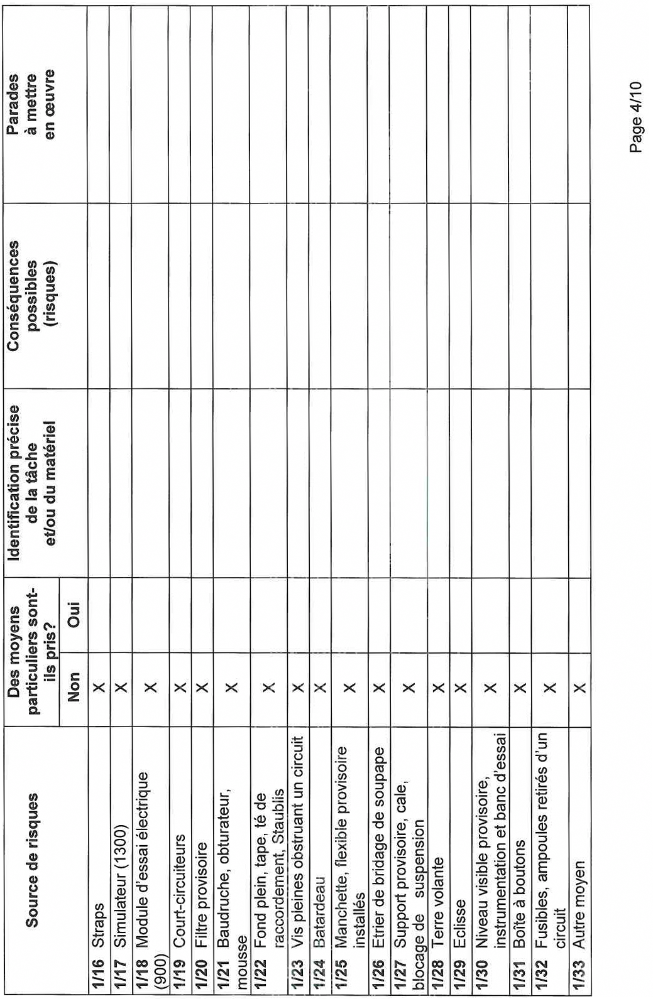 Source de risques
Des moyens
particuliers sont-
ils pris?
Non
Oui
Identification précise
de la tâche
et/ou du matériel
Conséquences
possibles
(risques)
Parades
à mettre
en œuvre
1/16 Straps
X
1/17 Simulateur (1300)
X
1/18 Module d'essai électrique
(900)
X
1/19 Court-circuiteurs
X
1/20 Filtre provisoire
X
1/21 Baudruche, obturateur,
mousse
X
1/22 Fond plein, tape, té de
raccordement, Staublis
X
1/23 Vis pleines obstruant un circuit
X
1/24 Batardeau
X
1/25 Manchette, flexible provisoire
installés
X
1/26 Etrier de bridage de soupape
X
1/27 Support provisoire, cale,
blocage de suspension
X
1/28 Terre volante
X
1/29 Eclisse
X
1/30 Niveau visible provisoire,
instrumentation et banc d'essai
X
1/31 Boîte à boutons
X
1/32 Fusibles, ampoules retirés d'un
circuit
X
1/33 Autre moyen
X
Page 4/10